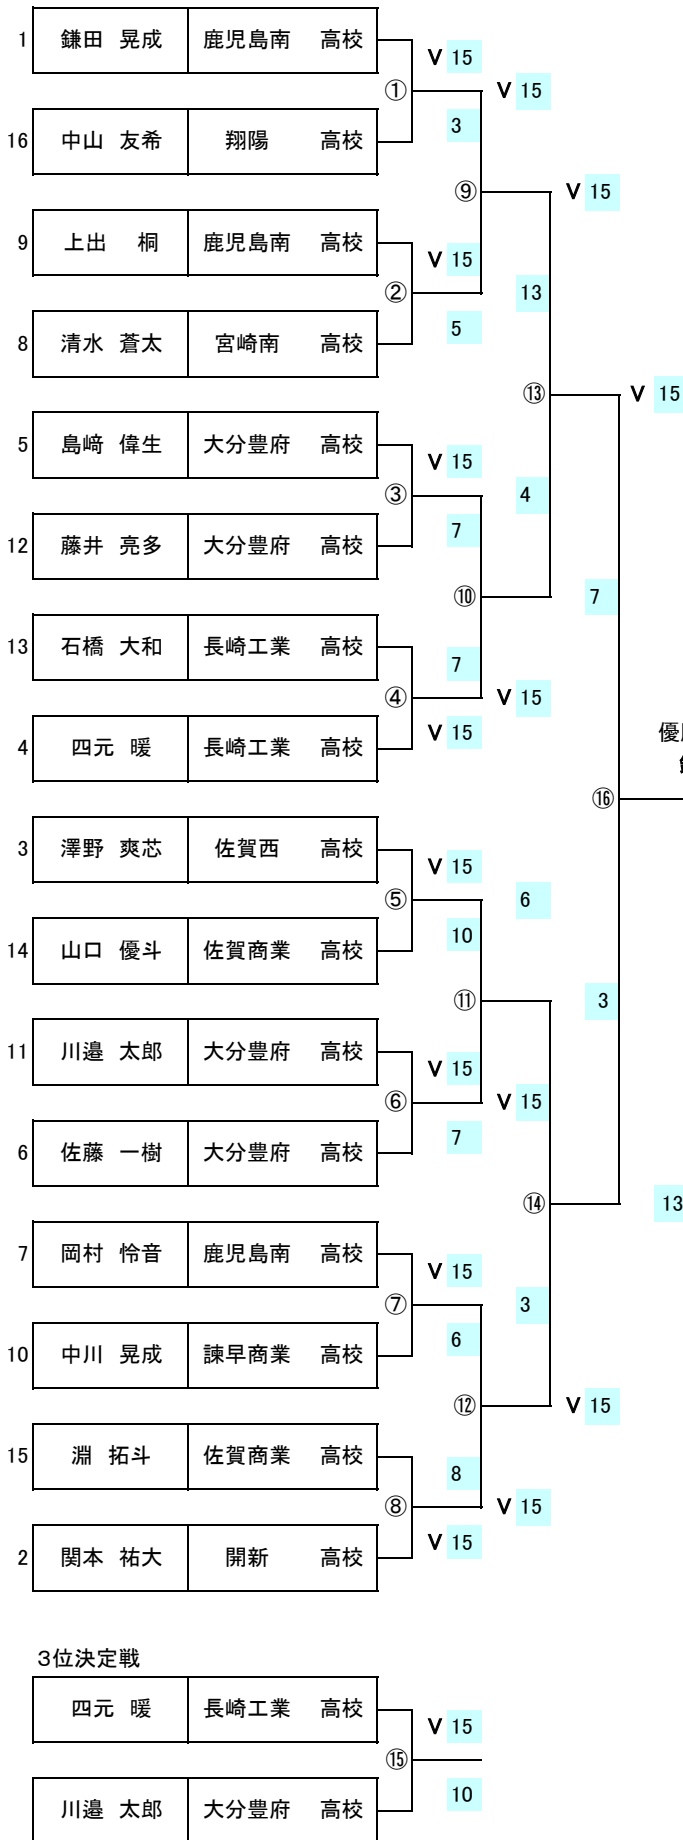 1 鎌田 晃成 鹿児島南 高校
V 15
① V 15
3
16 中山 友希 翔陽 高校
⑨ V 15
9 上出 桐 鹿児島南 高校
V 15
② 13
5
8 清水 蒼太 宮崎南 高校
⑬ V 15
5 島﨑 偉生 大分豊府 高校
V 15
③ 4
7
12 藤井 亮多 大分豊府 高校
⑩ 7
13 石橋 大和 長崎工業 高校
7
④ V 15
V 15
4 四元 暖 長崎工業 高校
優
⑯
3 澤野 爽芯 佐賀西 高校
V 15
⑤ 6
10
14 山口 優斗 佐賀商業 高校
⑪ 3
11 川邉 太郎 大分豊府 高校
V 15
⑥ V 15
7
6 佐藤 一樹 大分豊府 高校
⑭ 13
7 岡村 怜音 鹿児島南 高校
V 15
⑦ 3
6
10 中川 晃成 諫早商業 高校
⑫ V 15
15 淵 拓斗 佐賀商業 高校
8
⑧ V 15
V 15
2 関本 祐大 開新 高校
3位決定戦
四元 暖 長崎工業 高校
V 15
⑮
10
川邉 太郎 大分豊府 高校